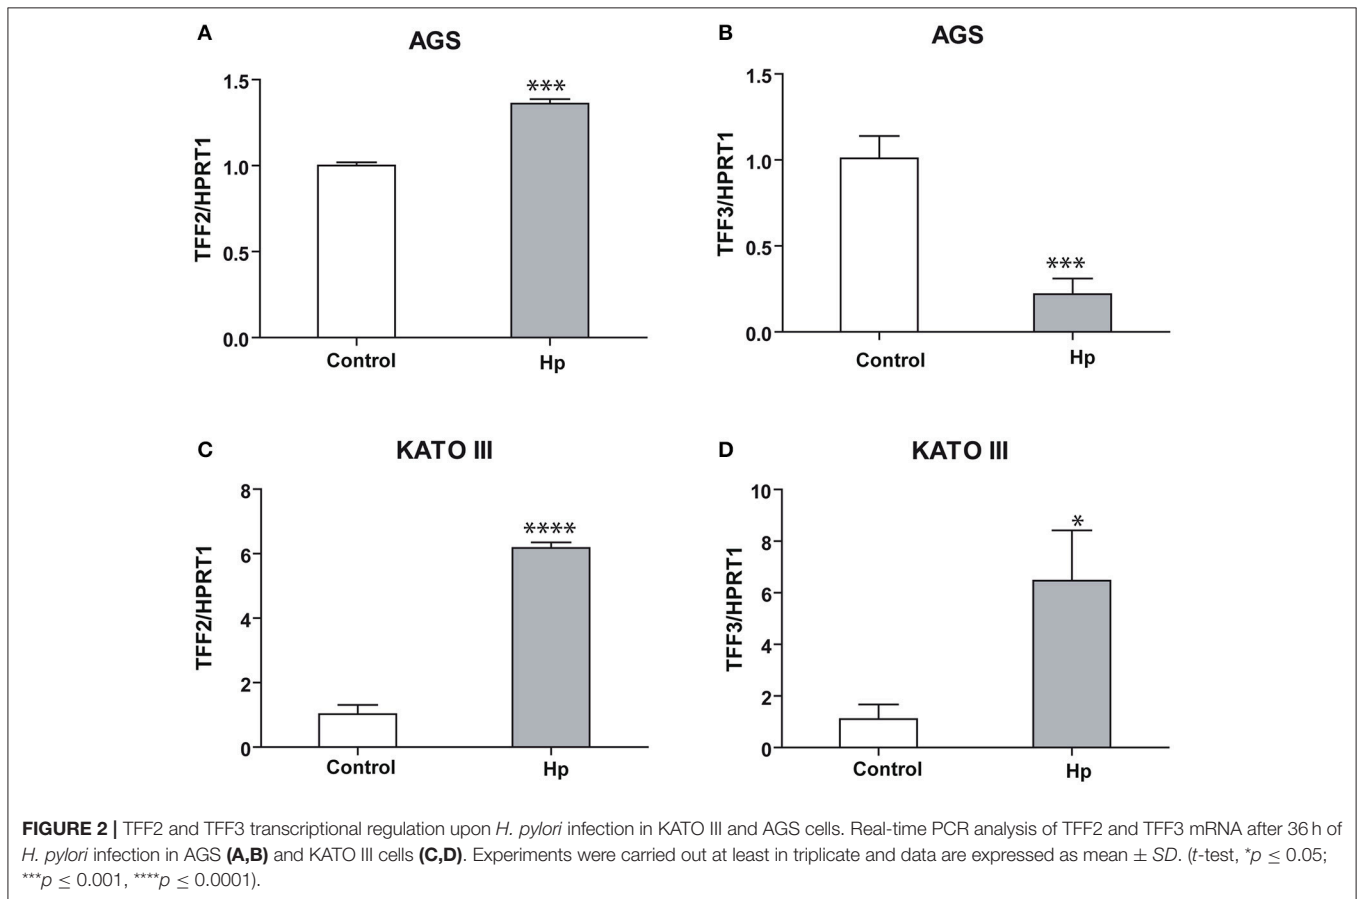 A
AGS
TFF2/HPRT1
1.5
1.0
0.5
0.0
***
Control
Hp
B
AGS
TFF3/HPRT1
1.5
1.0
0.5
0.0
***
Control
Hp
C
KATO III
TFF2/HPRT1
8
6
4
2
0
****
Control
Hp
D
KATO III
TFF3/HPRT1
10
8
6
4
2
0
*
Control
Hp
FIGURE 2 | TFF2 and TFF3 transcriptional regulation upon H. pylori infection in KATO III and AGS cells. Real-time PCR analysis of TFF2 and TFF3 mRNA after 36 h of
H. pylori infection in AGS (A,B) and KATO III cells (C,D). Experiments were carried out at least in triplicate and data are expressed as mean ± SD. (t-test, *p ≤ 0.05;
***p ≤ 0.001, ****p ≤ 0.0001).